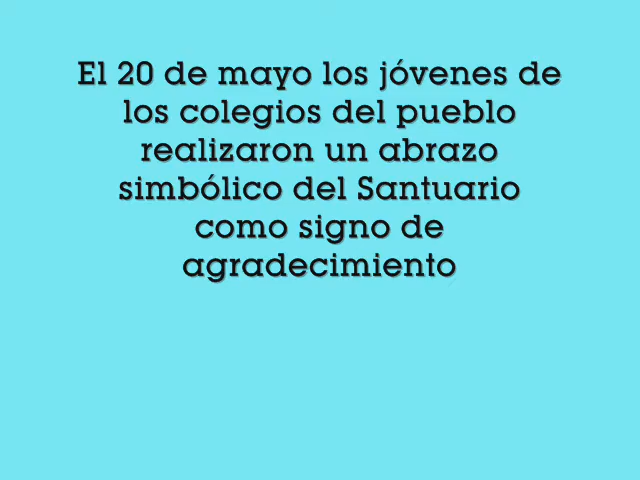 El 20 de mayo los jóvenes de
los colegios del pueblo
realizaron un abrazo
simbólico del Santuario
como signo de
agradecimiento